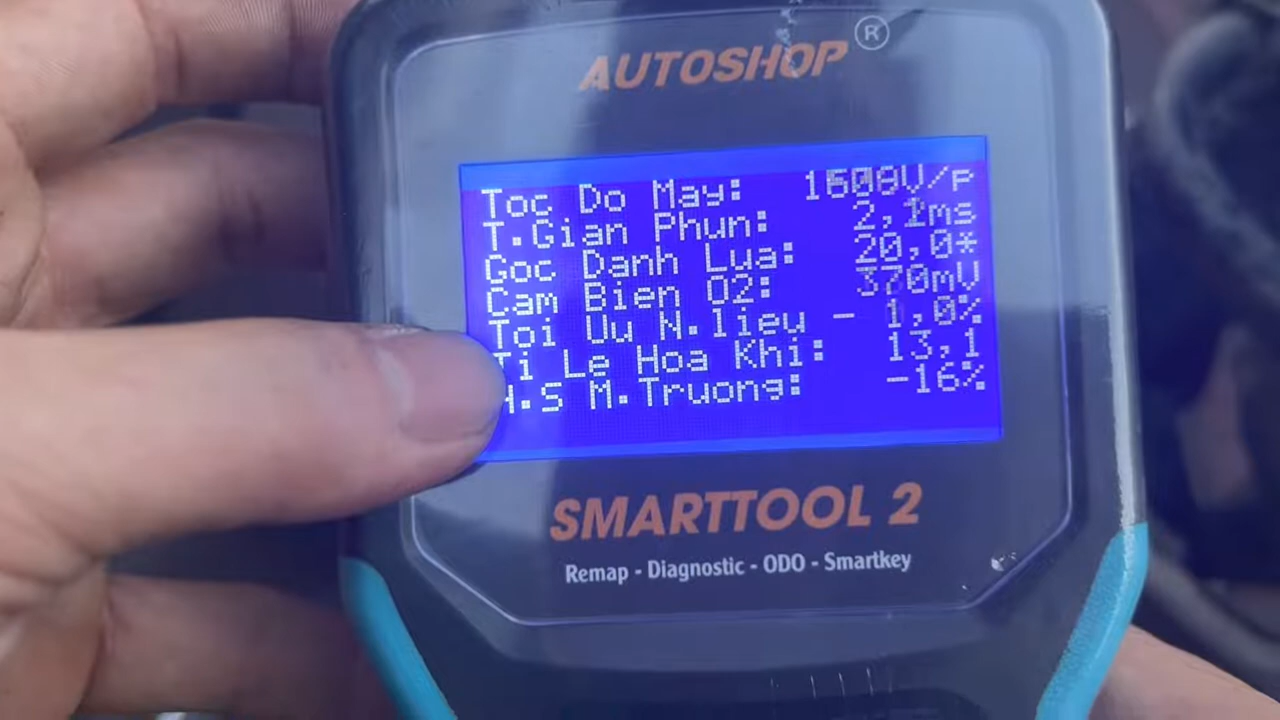 AUTOSHOP ®
Toc Do May: V/p
T.Gian Phun: 2,1ms
Goc Danh Lua: 20,0*
Cam Bien O2: 370mV
Toi Uu N.lieu - 1,0%
Ti Le Hoa Khi: 13,1
H.S M.Truong: -16%
SMARTTOOL 2
Remap - Diagnostic - ODO - Smartkey